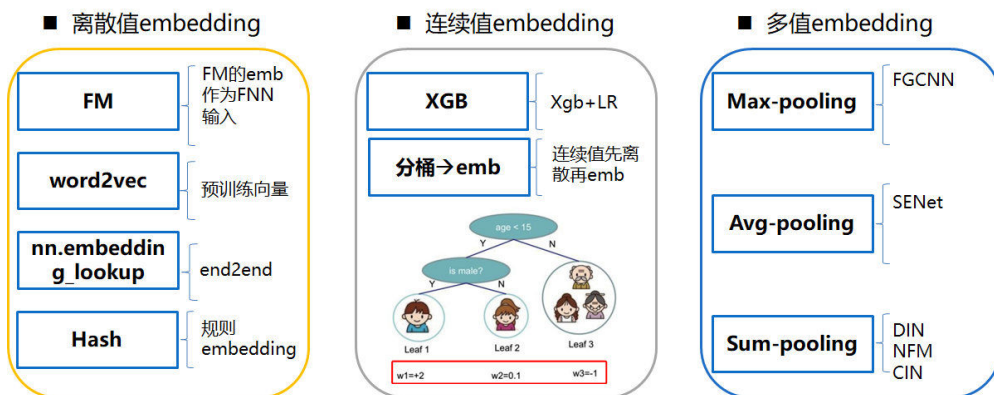 ■ 离散值embedding
FM
FM的emb
作为FNN
输入
word2vec
预训练向量
nn.embeddin
g_lookup
end2end
Hash
规则
embedding
■ 连续值embedding
XGB
Xgb+LR
分桶→emb
连续值先离
散再emb
age < 15
Y
N
is male?
Y
N
Leaf 1
Leaf 2
Leaf 3
w1=+2
w2=0.1
w3=-1
■ 多值embedding
Max-pooling
FGCNN
Avg-pooling
SENet
Sum-pooling
DIN
NFM
CIN